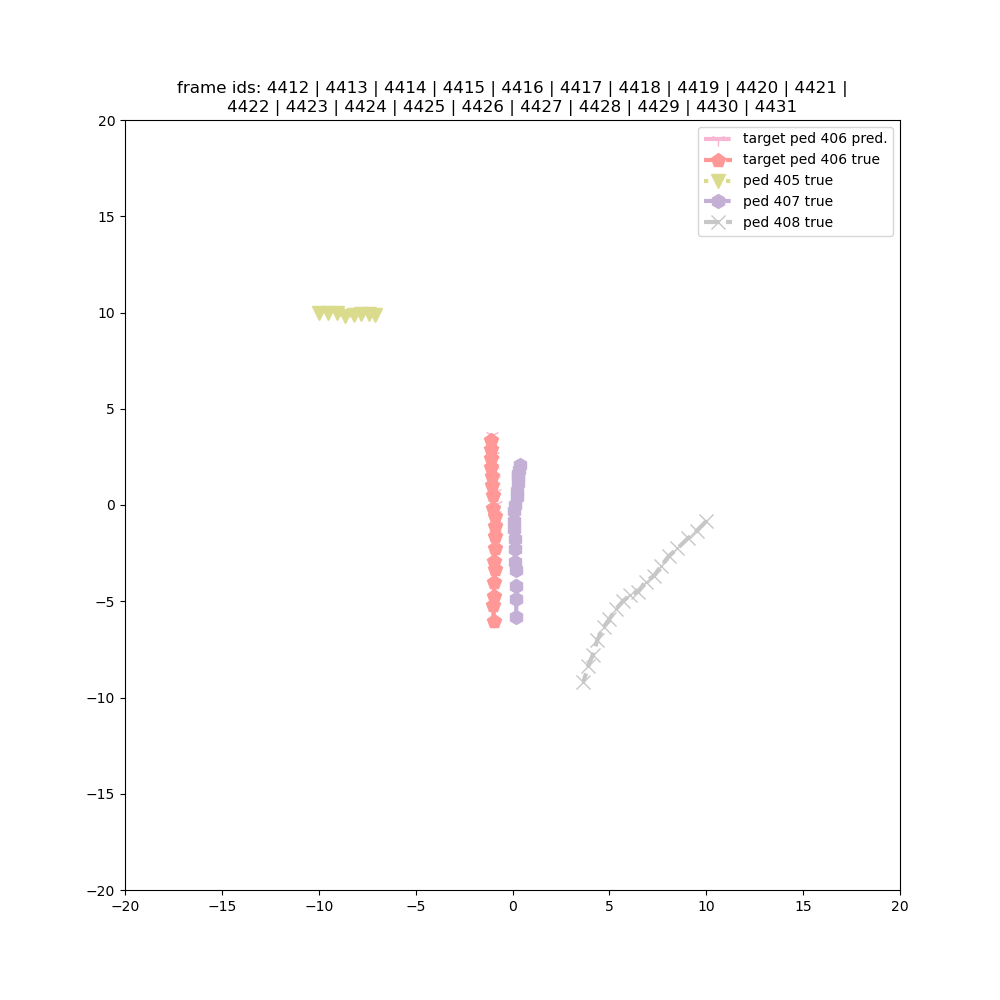 frame ids: 4412 | 4413 | 4414 | 4415 | 4416 | 4417 | 4418 | 4419 | 4420 | 4421 |
4422 | 4423 | 4424 | 4425 | 4426 | 4427 | 4428 | 4429 | 4430 | 4431
target ped 406 pred.
target ped 406 true
ped 405 true
ped 407 true
ped 408 true
20
15
10
5
0
−5
−10
−15
−20
−20
−15
−10
−5
0
5
10
15
20